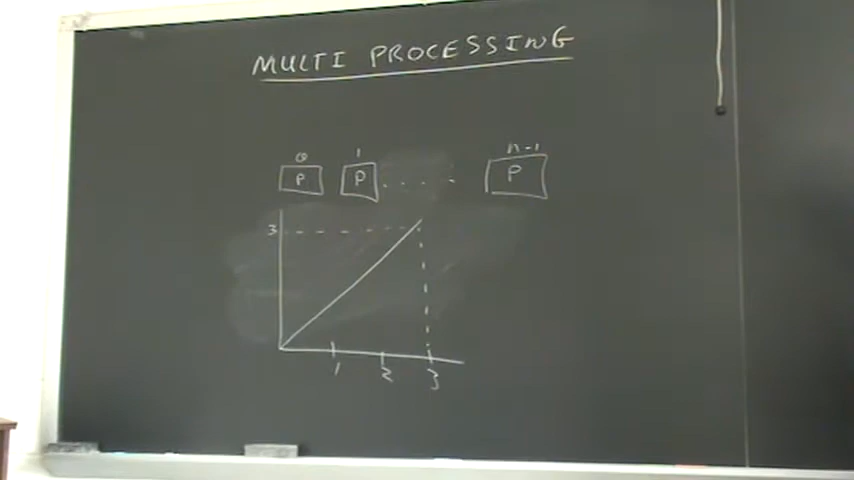 MULTI PROCESSING
0 1 n-1
P P ..... P
3
1 2 3